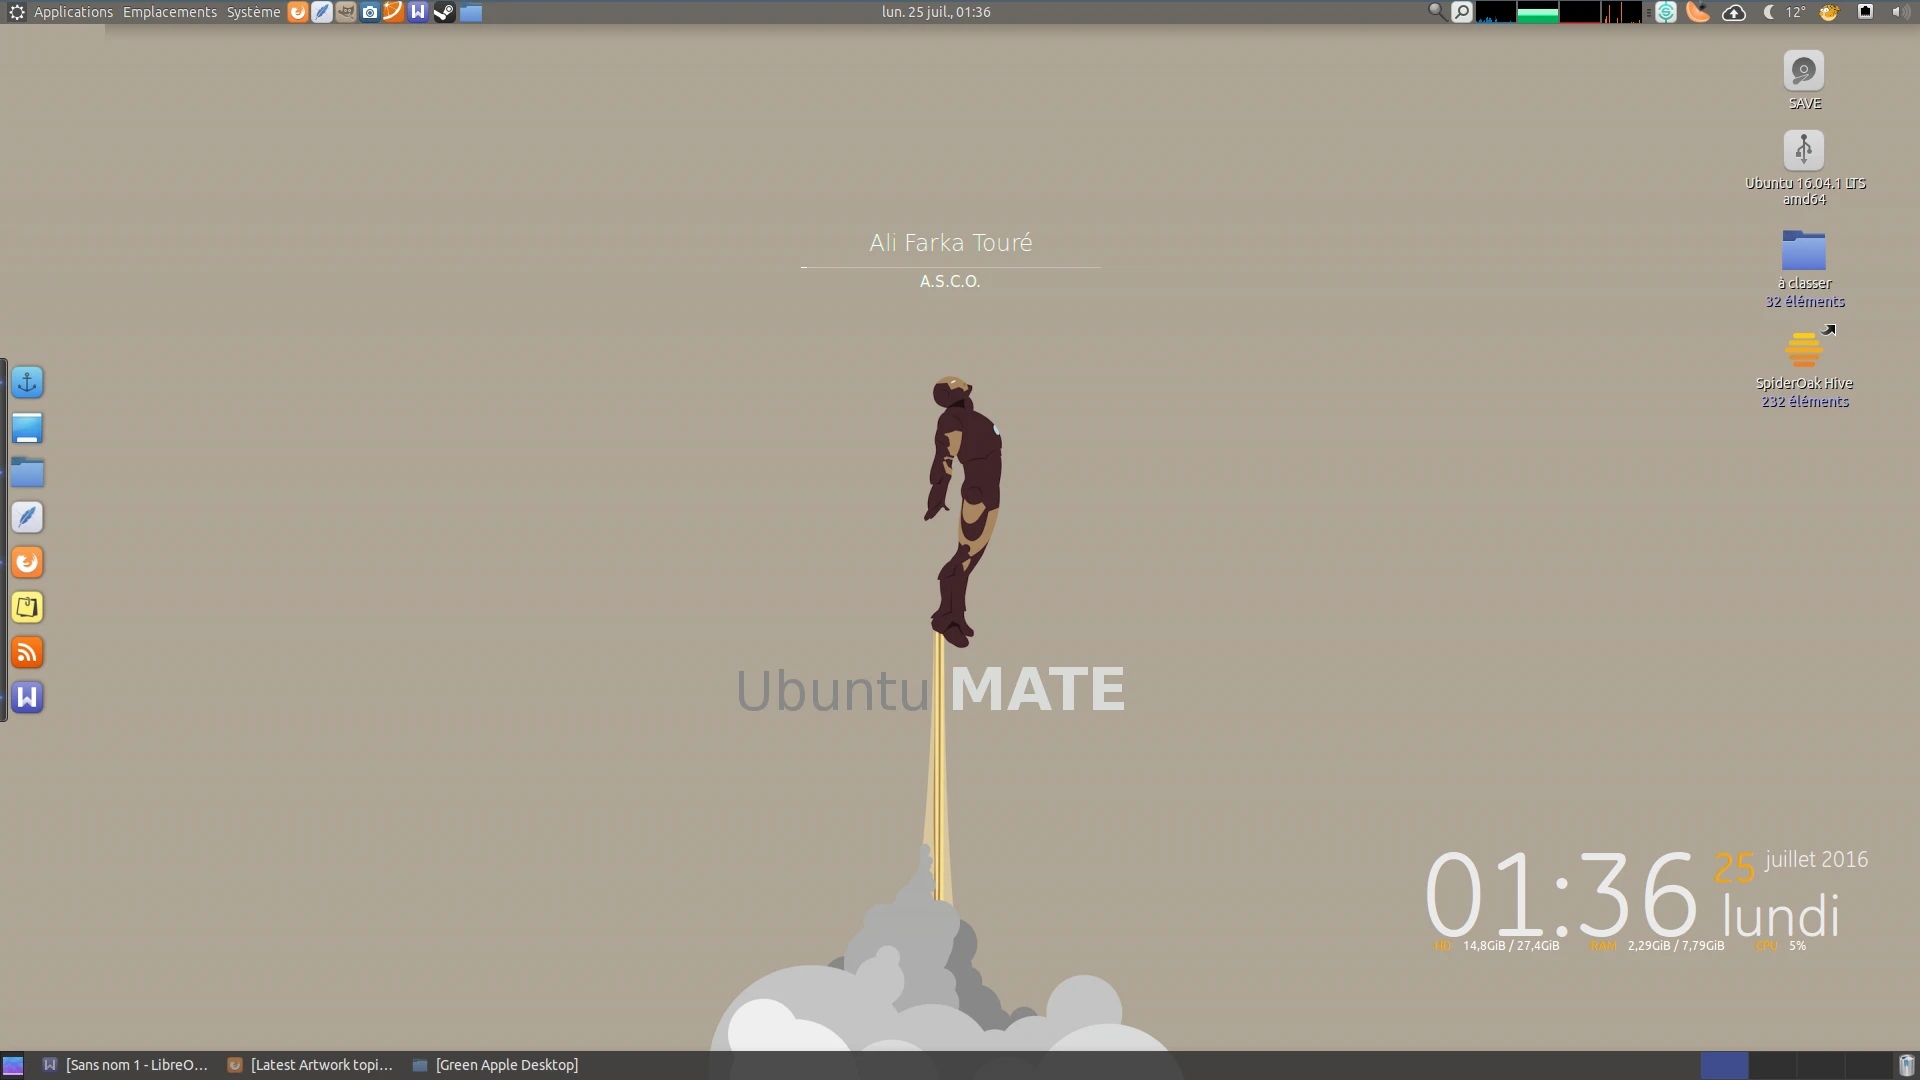 Applications Emplacements Système
lun. 25 juil., 01:36
12°
SAVE
Ubuntu 16.04.1 LTS
amd64
à classer
32 éléments
SpiderOak Hive
232 éléments
Ali Farka Touré
A.S.C.O.
Ubuntu MATE
01:36 25 juillet 2016
lundi
HD 14,8GiB / 27,4GiB RAM 2,29GiB / 7,79GiB CPU 5%
[Sans nom 1 - LibreO... [Latest Artwork topi... [Green Apple Desktop]